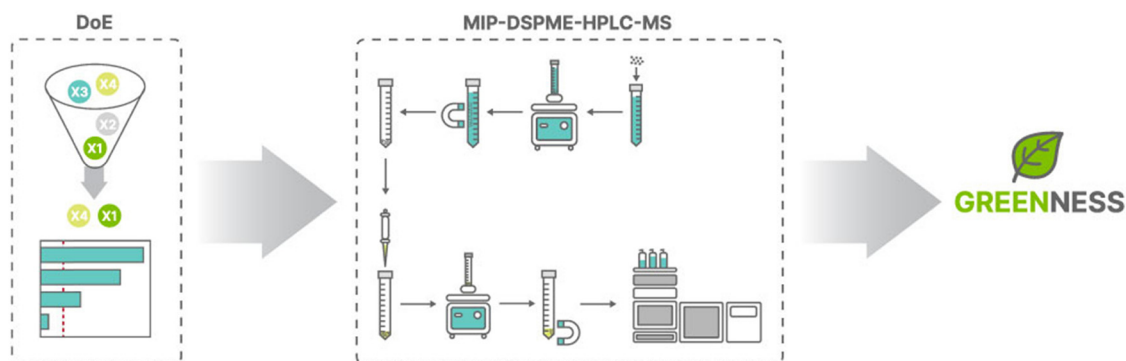 DoE
MIP-DSPME-HPLC-MS
X3 X4
X2
X1
X4 X1
GREENNESS